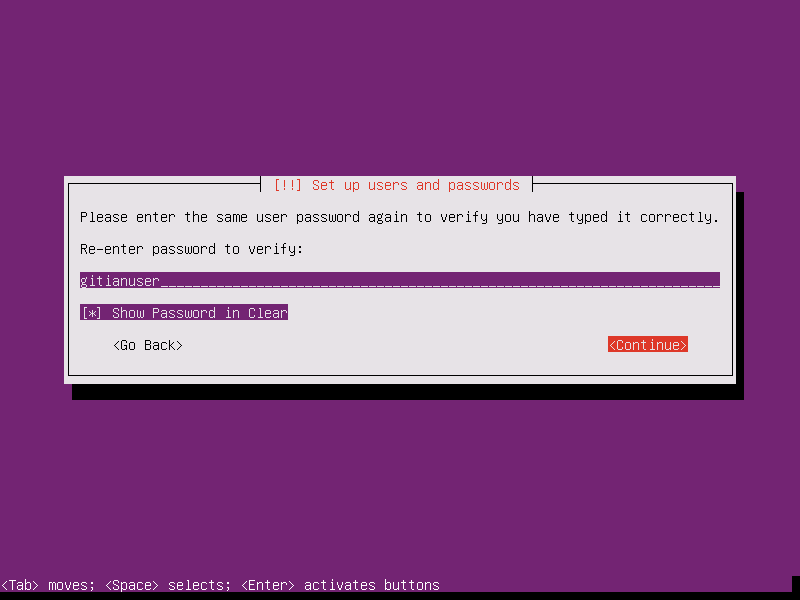 [!!] Set up users and passwords
Please enter the same user password again to verify you have typed it correctly.
Re-enter password to verify:
gitianuser
[*] Show Password in Clear
<Go Back> <Continue>
<Tab> moves; <Space> selects; <Enter> activates buttons